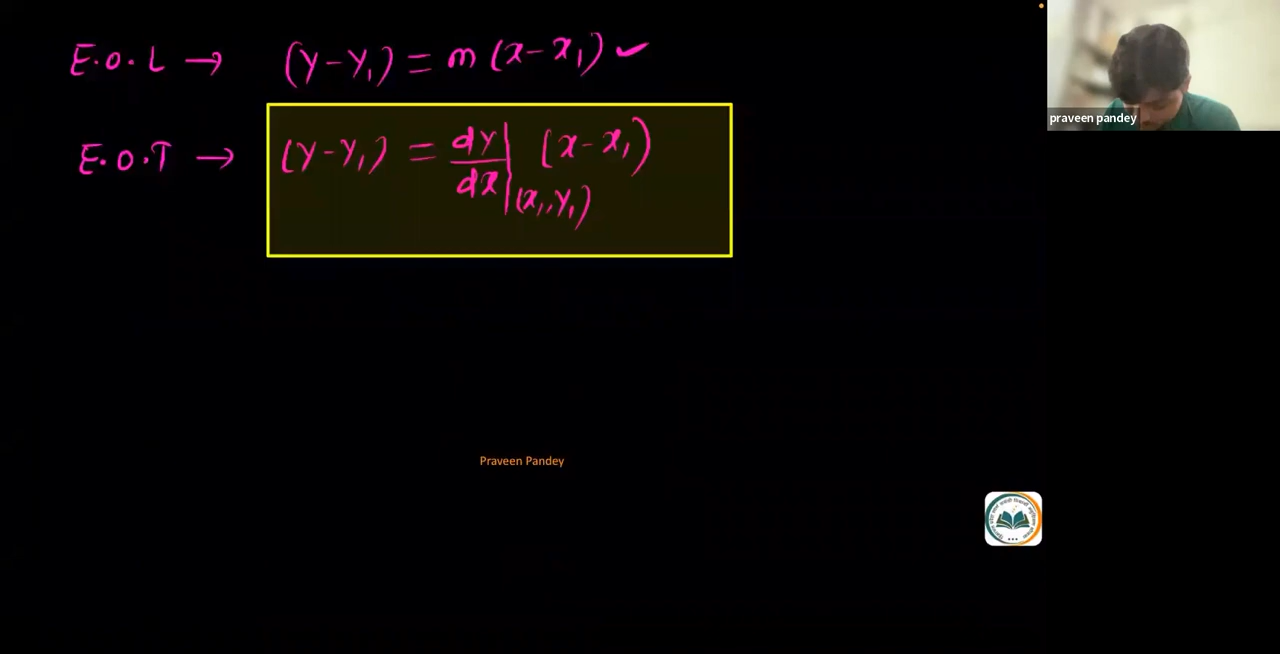 E.O.L → (y-y₁) = m (x-x₁) ✓
E.O.T → (y-y₁) = dy/dx|(x₁,y₁) (x-x₁)
praveen pandey
Praveen Pandey